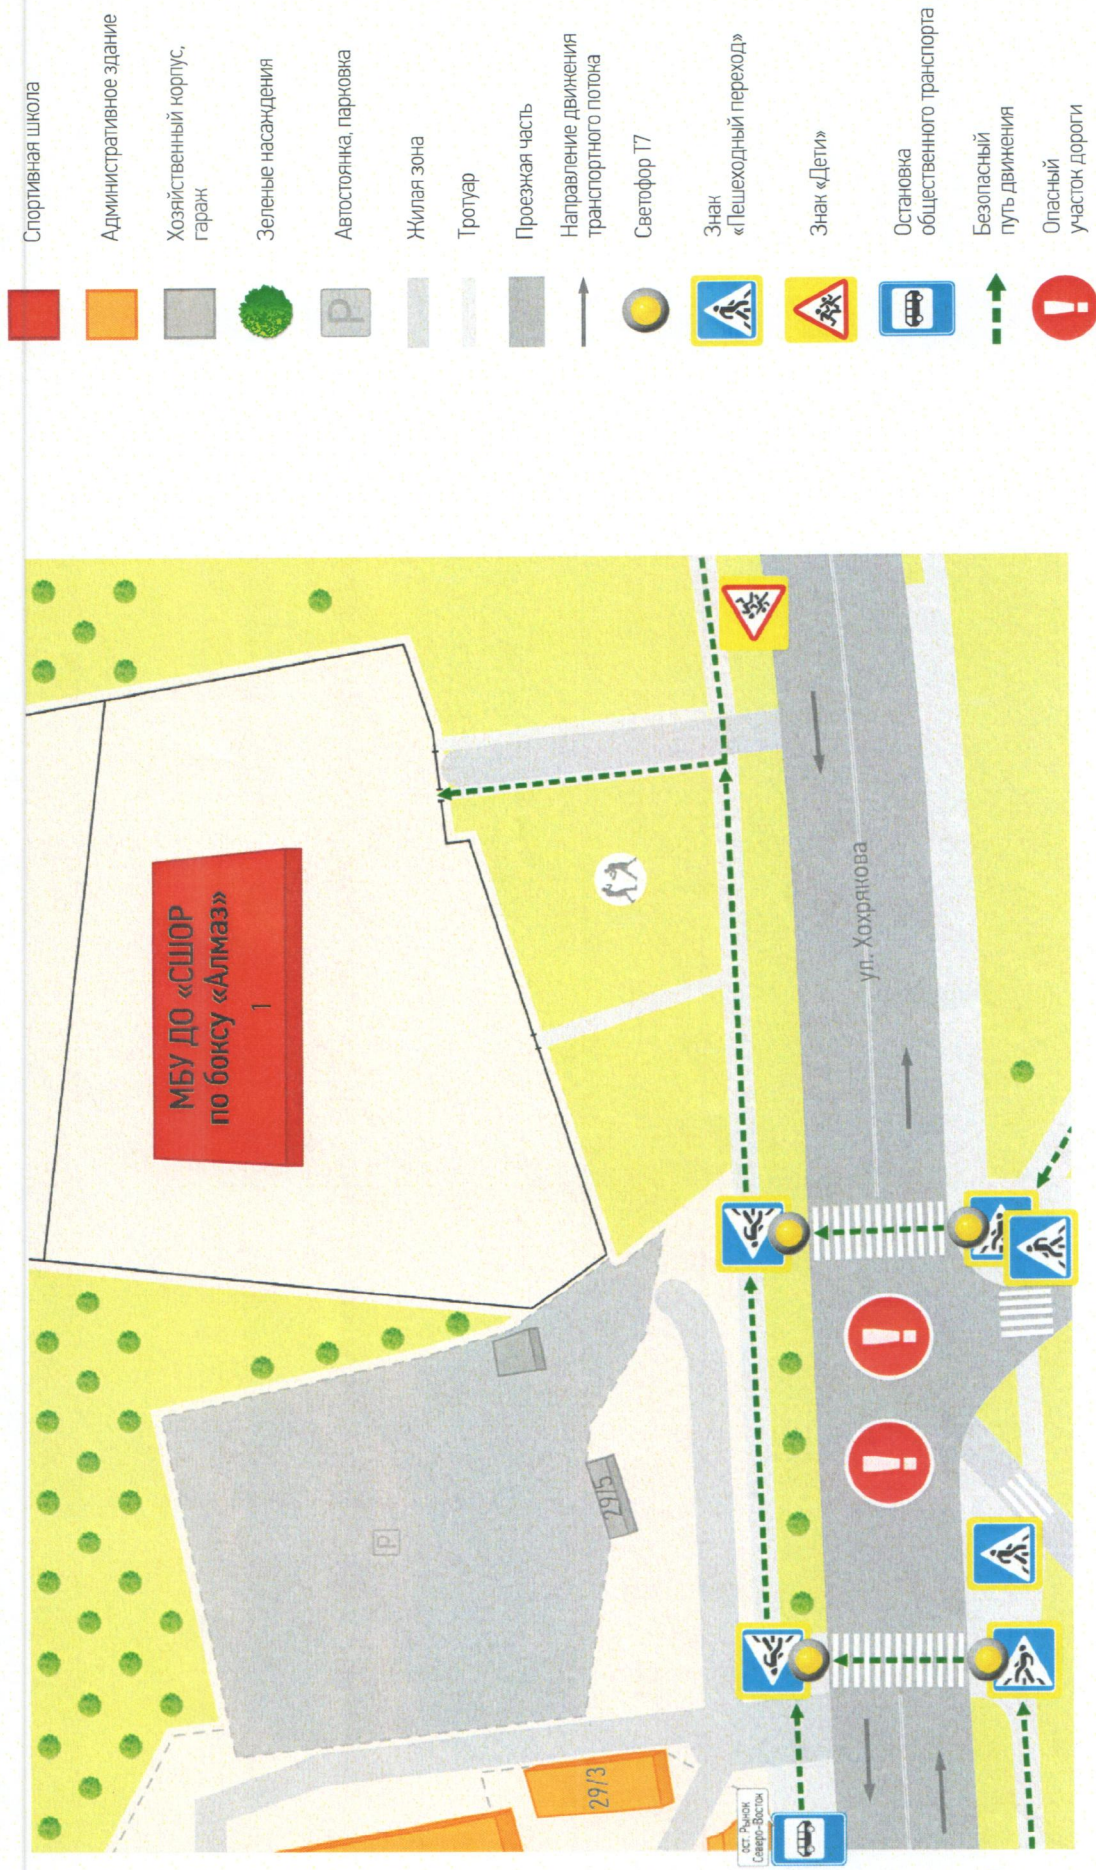 МБУ ДО «СШОР
по боксу «Алмаз»
1
P
29/5
29/3
ост. Рынок
Северо-Восток
ул. Хохрякова
Спортивная школа
Административное здание
Хозяйственный корпус,
гараж
Зеленые насаждения
P
Автостоянка, парковка
Жилая зона
Тротуар
Проезжая часть
Направление движения
транспортного потока
Светофор Т7
Знак
«Пешеходный переход»
Знак «Дети»
Остановка
общественного транспорта
Безопасный
путь движения
Опасный
участок дороги